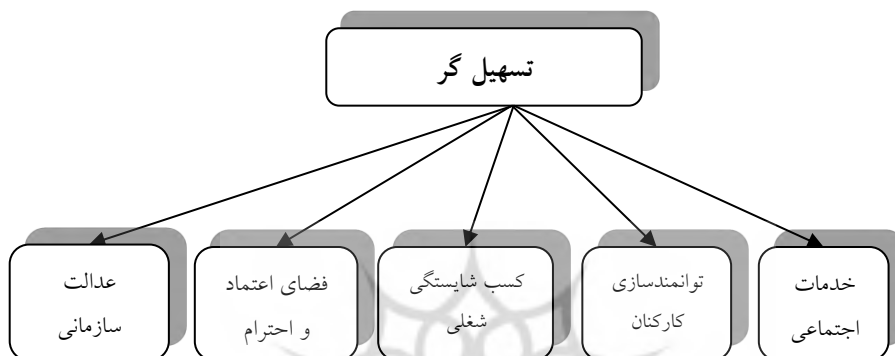 تسهیل گر
خدمات
اجتماعی
توانمندسازی
کارکنان
کسب شایستگی
شغلی
فضای اعتماد
و احترام
عدالت
سازمانی